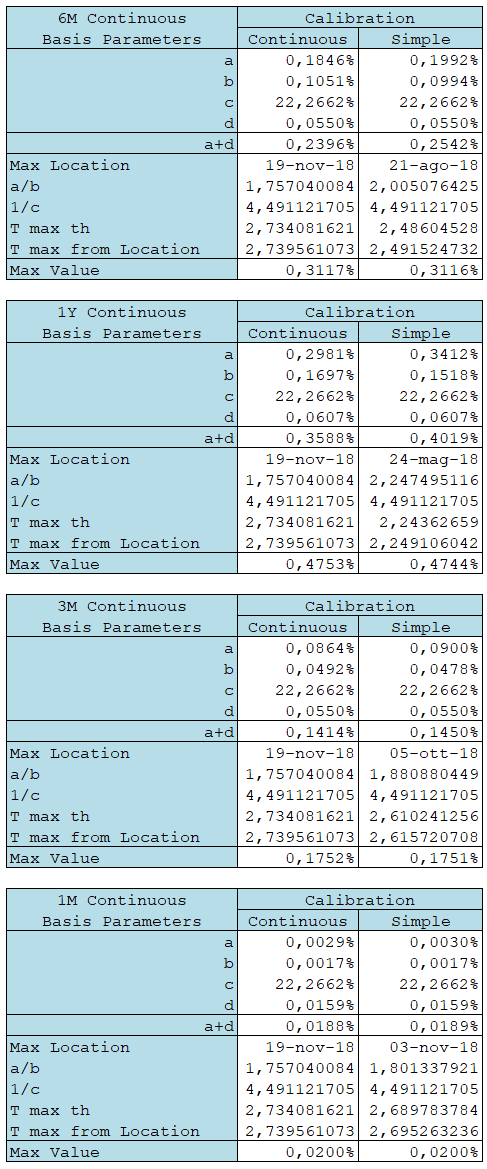 6M Continuous Calibration
Basis Parameters Continuous Simple
a 0,1846% 0,1992%
b 0,1051% 0,0994%
c 22,2662% 22,2662%
d 0,0550% 0,0550%
a+d 0,2396% 0,2542%
Max Location 19-nov-18 21-ago-18
a/b 1,757040084 2,005076425
1/c 4,491121705 4,491121705
T max th 2,734081621 2,48604528
T max from Location 2,739561073 2,491524732
Max Value 0,3117% 0,3116%
1Y Continuous Calibration
Basis Parameters Continuous Simple
a 0,2981% 0,3412%
b 0,1697% 0,1518%
c 22,2662% 22,2662%
d 0,0607% 0,0607%
a+d 0,3588% 0,4019%
Max Location 19-nov-18 24-mag-18
a/b 1,757040084 2,247495116
1/c 4,491121705 4,491121705
T max th 2,734081621 2,24362659
T max from Location 2,739561073 2,249106042
Max Value 0,4753% 0,4744%
3M Continuous Calibration
Basis Parameters Continuous Simple
a 0,0864% 0,0900%
b 0,0492% 0,0478%
c 22,2662% 22,2662%
d 0,0550% 0,0550%
a+d 0,1414% 0,1450%
Max Location 19-nov-18 05-ott-18
a/b 1,757040084 1,880880449
1/c 4,491121705 4,491121705
T max th 2,734081621 2,610241256
T max from Location 2,739561073 2,615720708
Max Value 0,1752% 0,1751%
1M Continuous Calibration
Basis Parameters Continuous Simple
a 0,0029% 0,0030%
b 0,0017% 0,0017%
c 22,2662% 22,2662%
d 0,0159% 0,0159%
a+d 0,0188% 0,0189%
Max Location 19-nov-18 03-nov-18
a/b 1,757040084 1,801337921
1/c 4,491121705 4,491121705
T max th 2,734081621 2,689783784
T max from Location 2,739561073 2,695263236
Max Value 0,0200% 0,0200%